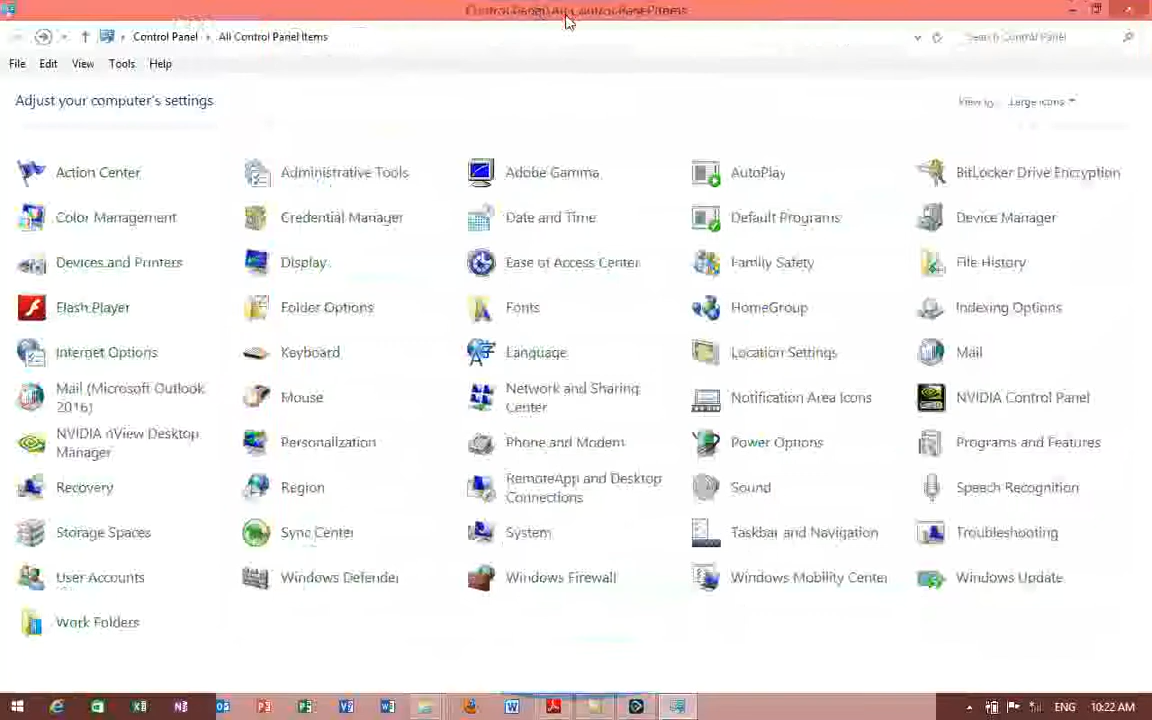 Control Panel\All Control Panel Items
Control Panel All Control Panel Items
Search Control Panel
File Edit View Tools Help
Adjust your computer's settings
View by: Large icons
Action Center
Administrative Tools
Adobe Gamma
AutoPlay
BitLocker Drive Encryption
Color Management
Credential Manager
Date and Time
Default Programs
Device Manager
Devices and Printers
Display
Ease of Access Center
Family Safety
File History
Flash Player
Folder Options
Fonts
HomeGroup
Indexing Options
Internet Options
Keyboard
Language
Location Settings
Mail
Mail (Microsoft Outlook
2016)
Mouse
Network and Sharing
Center
Notification Area Icons
NVIDIA Control Panel
NVIDIA nView Desktop
Manager
Personalization
Phone and Modem
Power Options
Programs and Features
Recovery
Region
RemoteApp and Desktop
Connections
Sound
Speech Recognition
Storage Spaces
Sync Center
System
Taskbar and Navigation
Troubleshooting
User Accounts
Windows Defender
Windows Firewall
Windows Mobility Center
Windows Update
Work Folders
ENG 10:22 AM